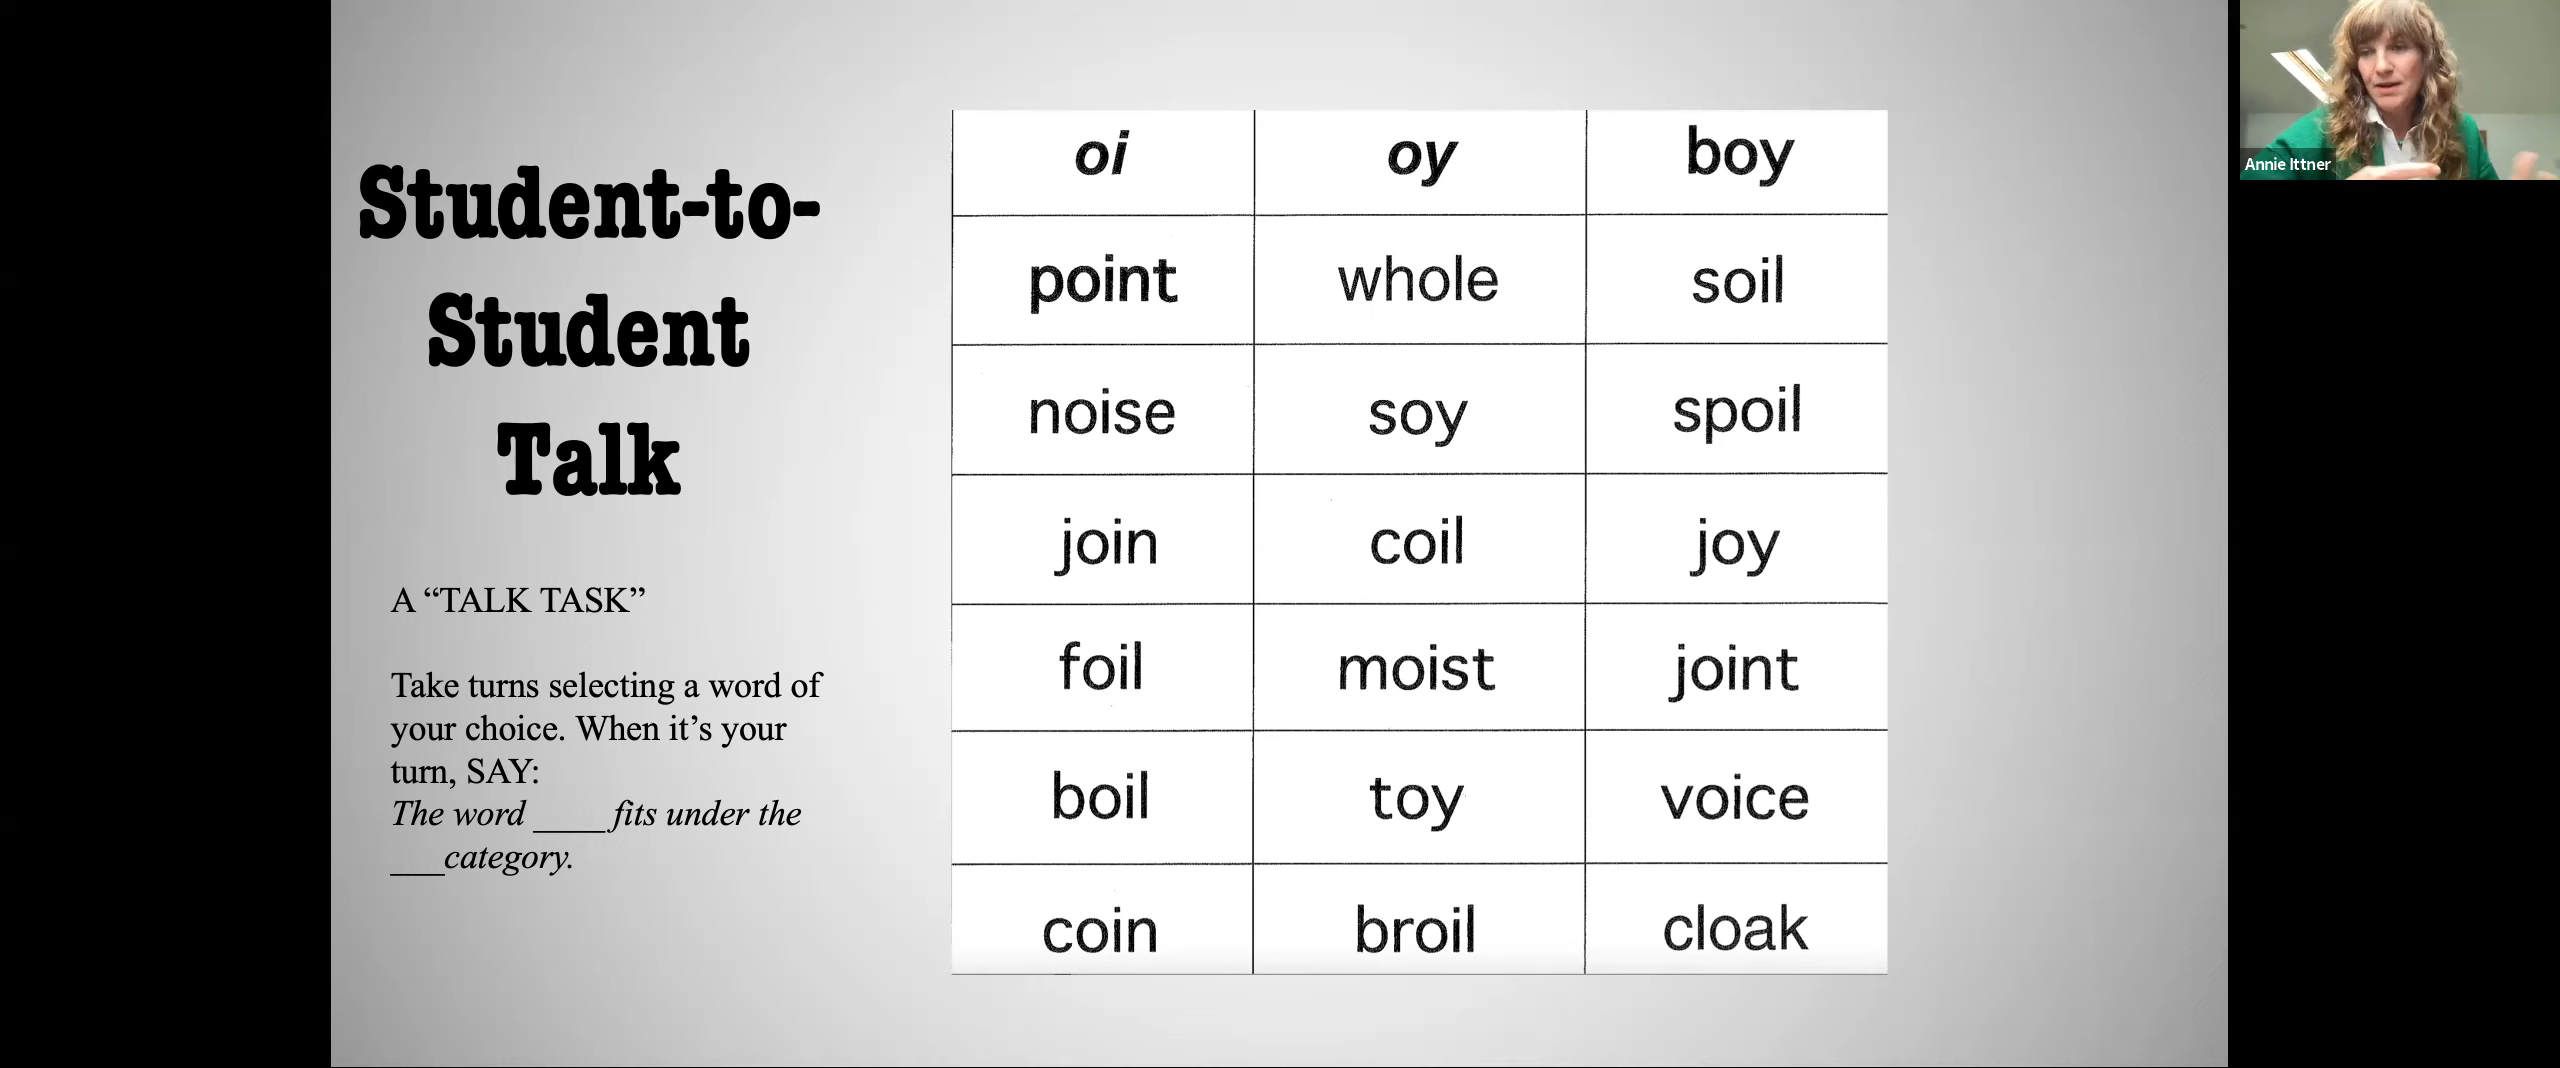 Student-to-
Student
Talk
A “TALK TASK”
Take turns selecting a word of
your choice. When it’s your
turn, SAY:
The word ____ fits under the
___category.
oi oy boy
point whole soil
noise soy spoil
join coil joy
foil moist joint
boil toy voice
coin broil cloak
Annie Ittner